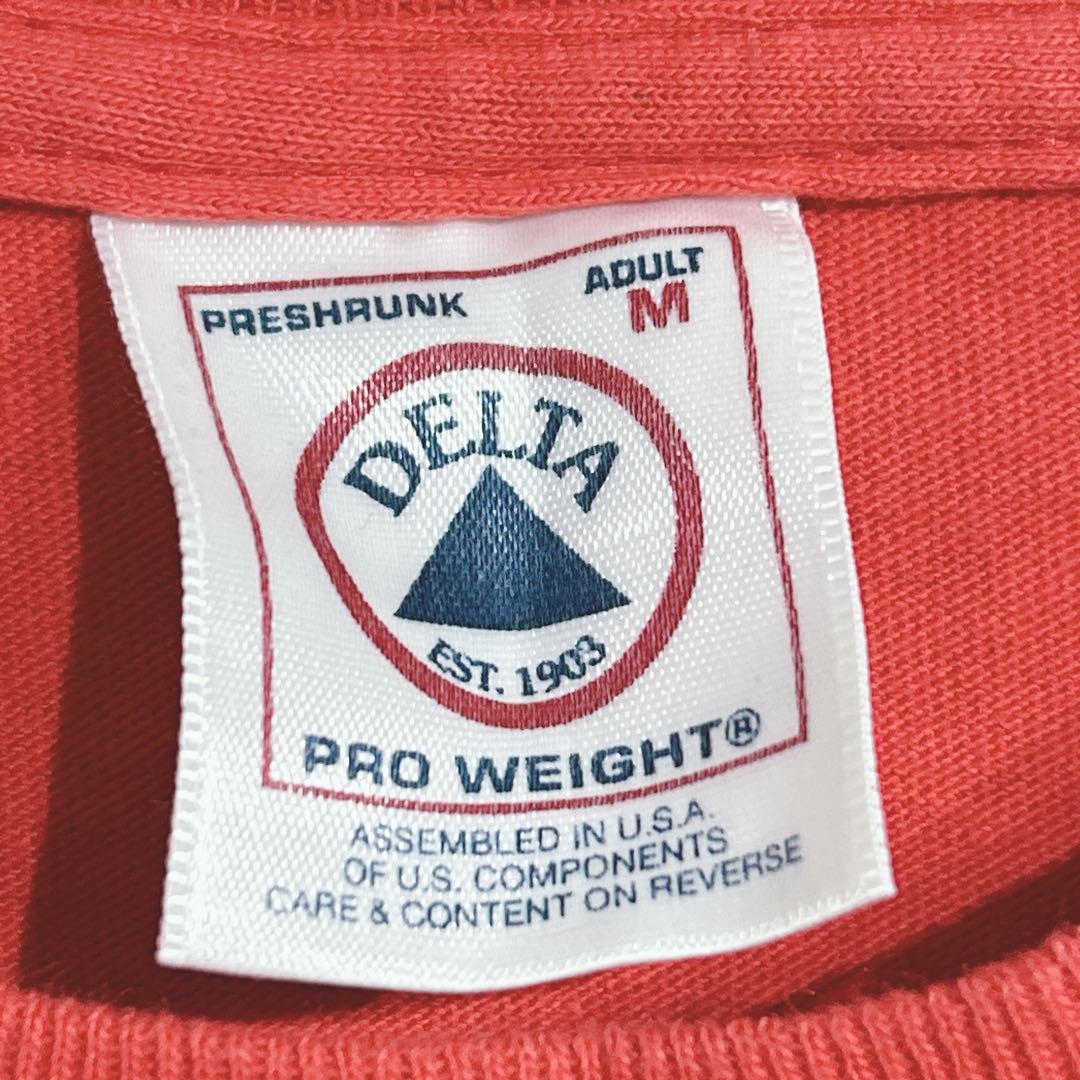 PRESHRUNK
ADULT
M
DELTA
EST. 1903
PRO WEIGHT®
ASSEMBLED IN U.S.A.
OF U.S. COMPONENTS
CARE & CONTENT ON REVERSE